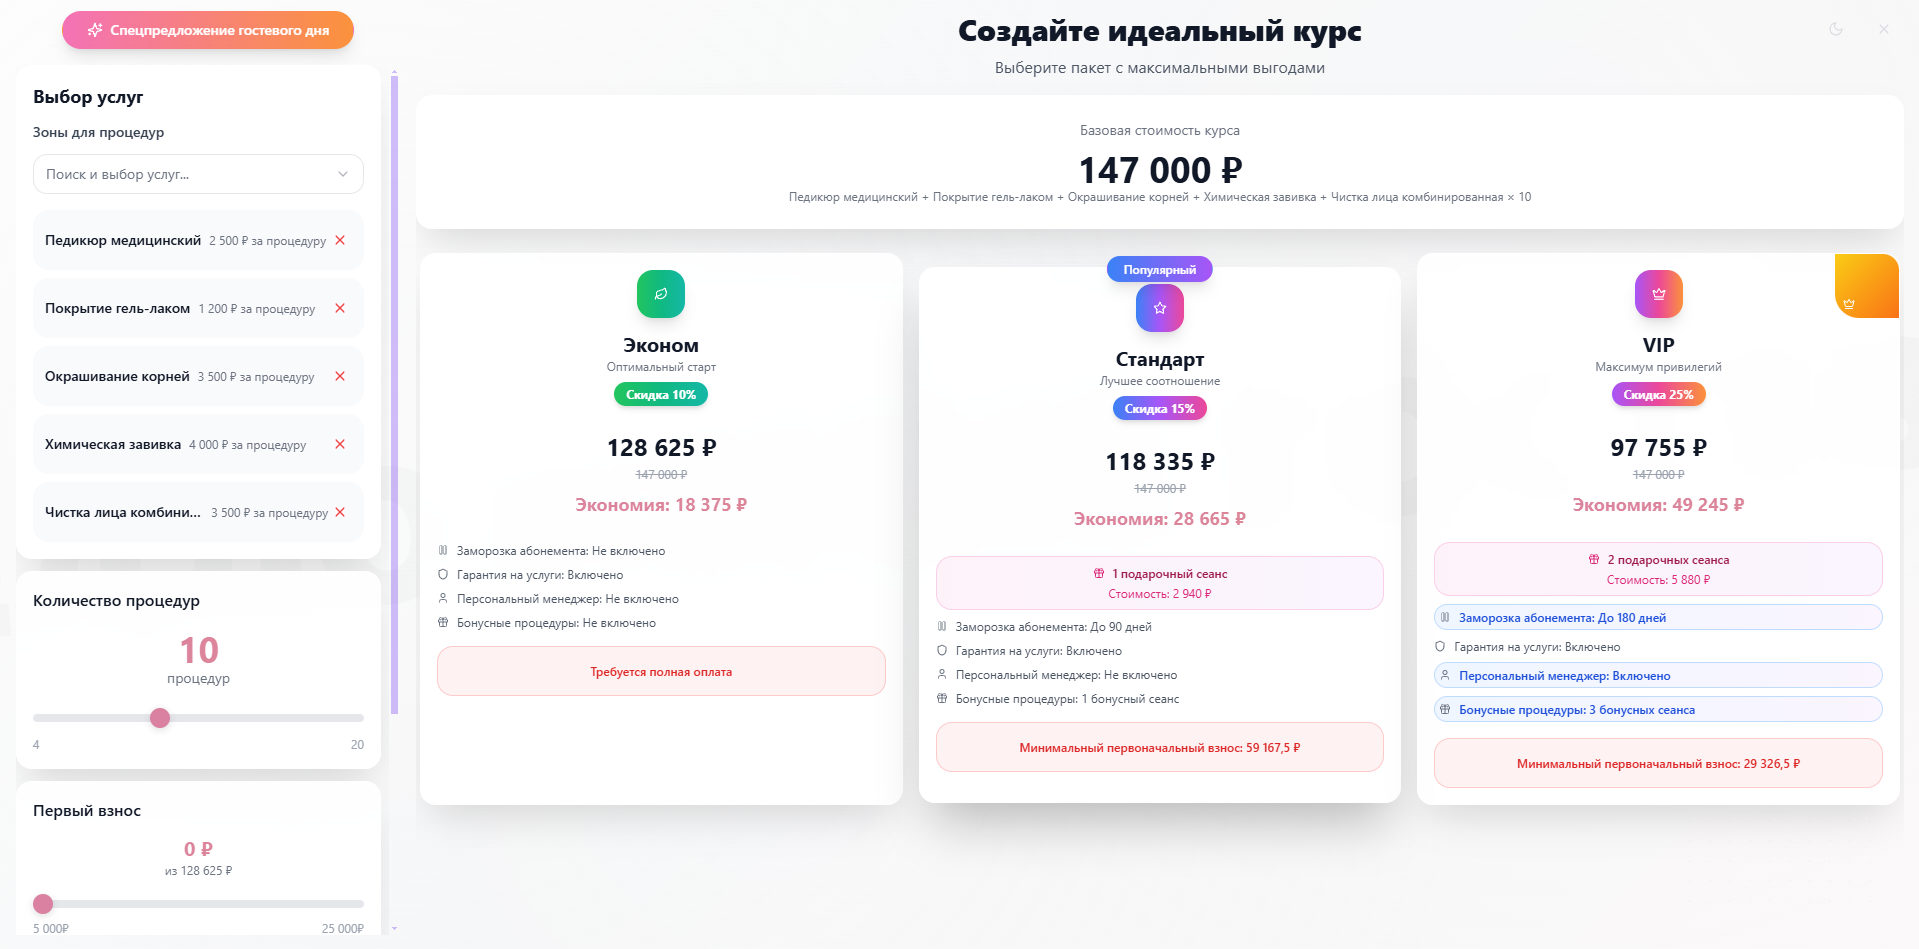 Спецпредложение гостевого дня
Выбор услуг
Зоны для процедур
Поиск и выбор услуг...
Педикюр медицинский 2 500 ₽ за процедуру
Покрытие гель-лаком 1 200 ₽ за процедуру
Окрашивание корней 3 500 ₽ за процедуру
Химическая завивка 4 000 ₽ за процедуру
Чистка лица комбини... 3 500 ₽ за процедуру
Количество процедур
10
процедур
4 20
Первый взнос
0 ₽
из 128 625 ₽
5 000₽ 25 000₽
Создайте идеальный курс
Выберите пакет с максимальными выгодами
Базовая стоимость курса
147 000 ₽
Педикюр медицинский + Покрытие гель-лаком + Окрашивание корней + Химическая завивка + Чистка лица комбинированная × 10
Эконом
Оптимальный старт
Скидка 10%
128 625 ₽
147 000 ₽
Экономия: 18 375 ₽
Заморозка абонемента: Не включено
Гарантия на услуги: Включено
Персональный менеджер: Не включено
Бонусные процедуры: Не включено
Требуется полная оплата
Популярный
Стандарт
Лучшее соотношение
Скидка 15%
118 335 ₽
147 000 ₽
Экономия: 28 665 ₽
1 подарочный сеанс
Стоимость: 2 940 ₽
Заморозка абонемента: До 90 дней
Гарантия на услуги: Включено
Персональный менеджер: Не включено
Бонусные процедуры: 1 бонусный сеанс
Минимальный первоначальный взнос: 59 167,5 ₽
VIP
Максимум привилегий
Скидка 25%
97 755 ₽
147 000 ₽
Экономия: 49 245 ₽
2 подарочных сеанса
Стоимость: 5 880 ₽
Заморозка абонемента: До 180 дней
Гарантия на услуги: Включено
Персональный менеджер: Включено
Бонусные процедуры: 3 бонусных сеанса
Минимальный первоначальный взнос: 29 326,5 ₽